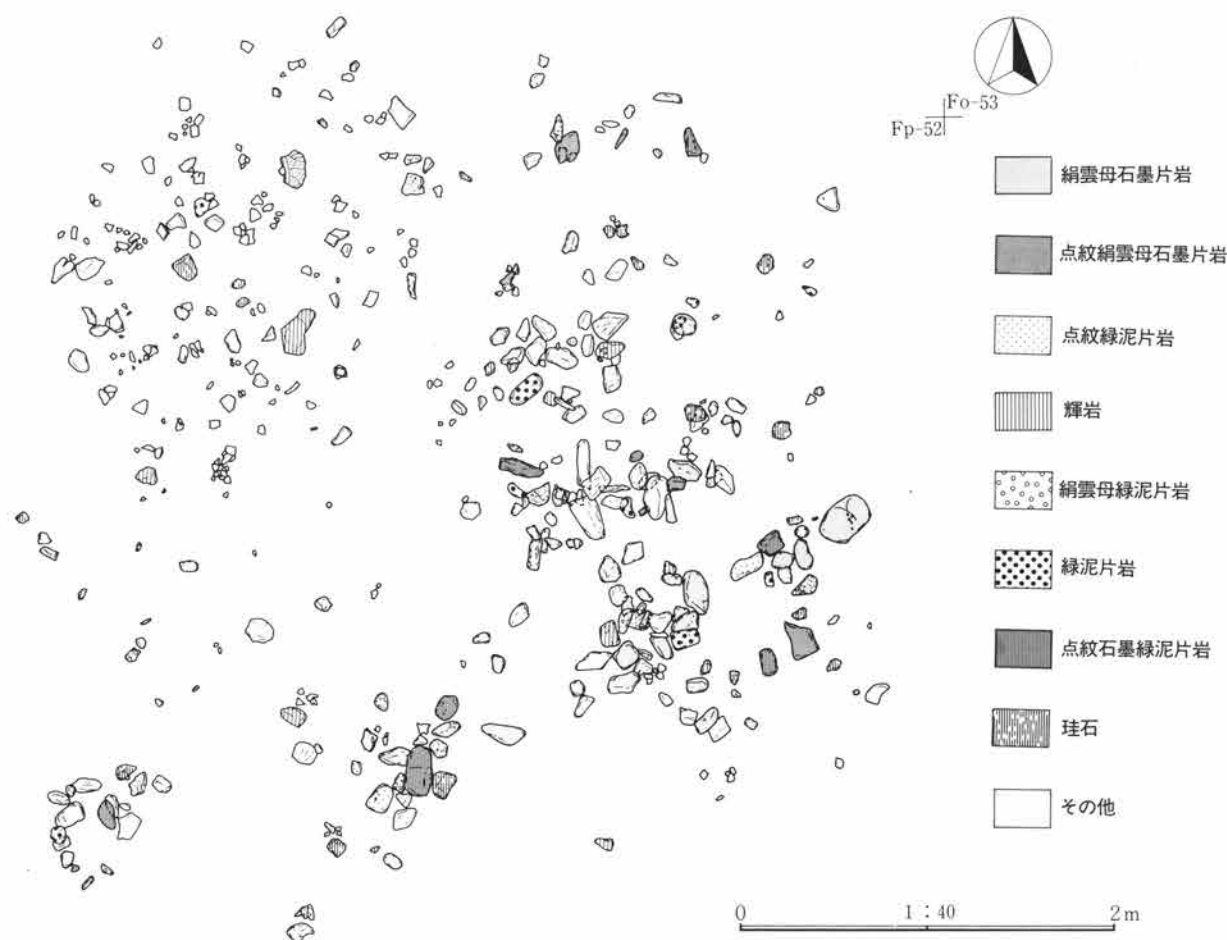 Fo-53
Fp-52
絹雲母石墨片岩
点紋絹雲母石墨片岩
点紋緑泥片岩
輝岩
絹雲母緑泥片岩
緑泥片岩
点紋石墨緑泥片岩
珪石
その他
0 1：40 2m